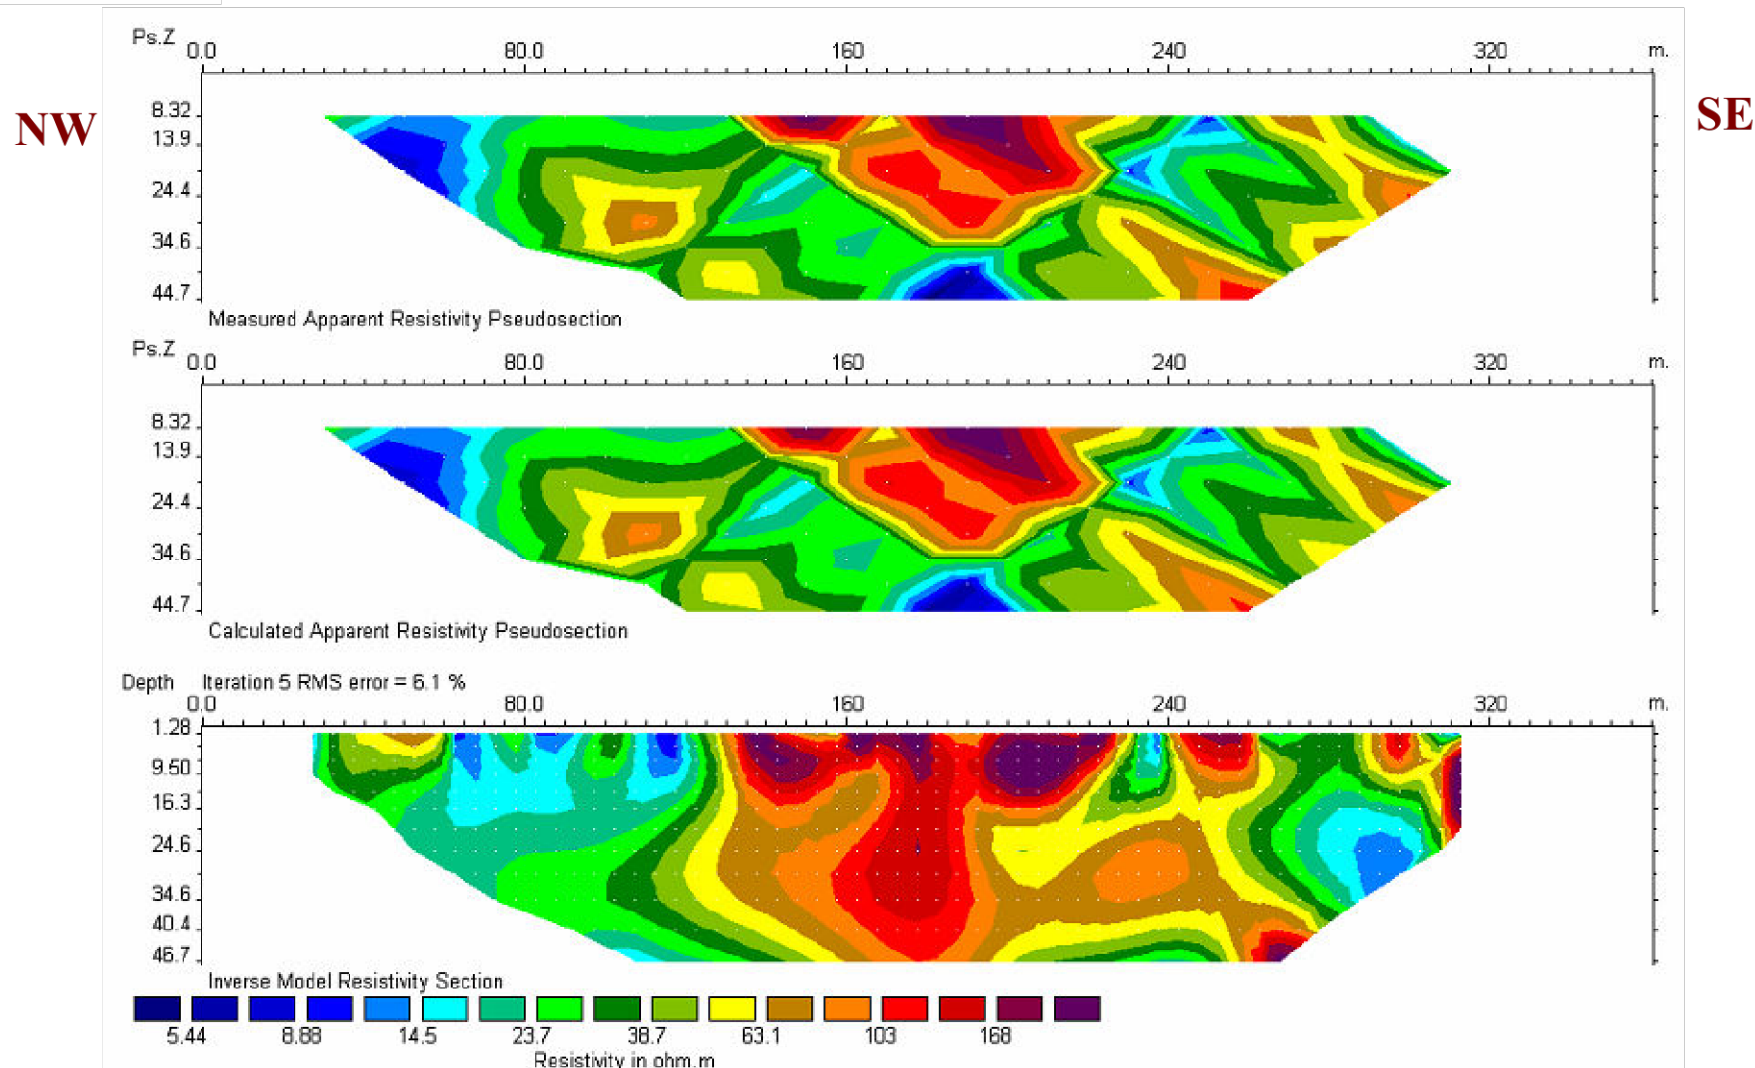 Ps.Z 0.0 80.0 160 240 320 m.
8.32
NW
SE
13.9
24.4
34.6
44.7
Measured Apparent Resistivity Pseudosection
Ps.Z 0.0 80.0 160 240 320 m.
8.32
13.9
24.4
34.6
44.7
Calculated Apparent Resistivity Pseudosection
Depth Iteration 5 RMS error = 6.1 %
0.0 80.0 160 240 320 m.
1.28
9.50
16.3
24.6
34.6
40.4
46.7
Inverse Model Resistivity Section
5.44 8.88 14.5 23.7 38.7 63.1 103 168
Resistivity in ohm.m